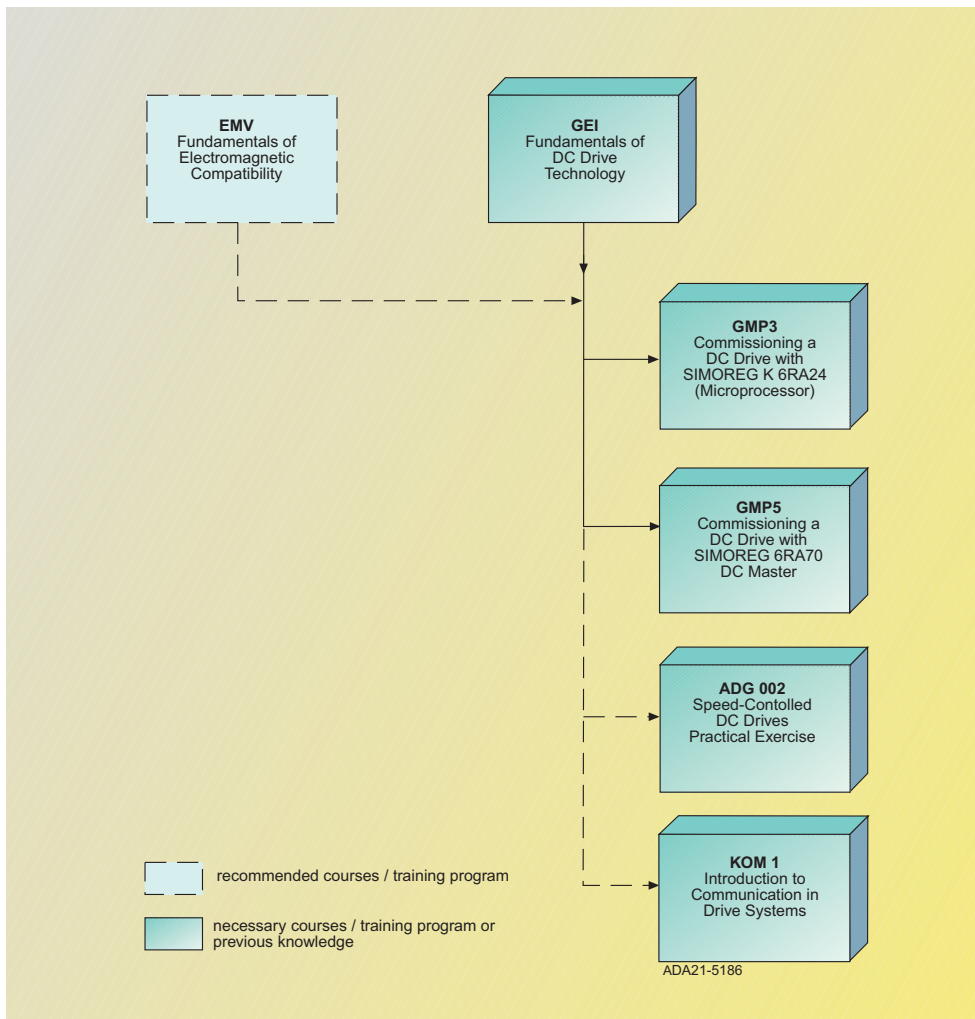 EMV
Fundamentals of
Electromagnetic
Compatibility
GEI
Fundamentals of
DC Drive
Technology
GMP3
Commissioning a
DC Drive with
SIMOREG K 6RA24
(Microprocessor)
GMP5
Commissioning a
DC Drive with
SIMOREG 6RA70
DC Master
ADG 002
Speed-Contolled
DC Drives
Practical Exercise
KOM 1
Introduction to
Communication in
Drive Systems
recommended courses / training program
necessary courses / training program or
previous knowledge
ADA21-5186